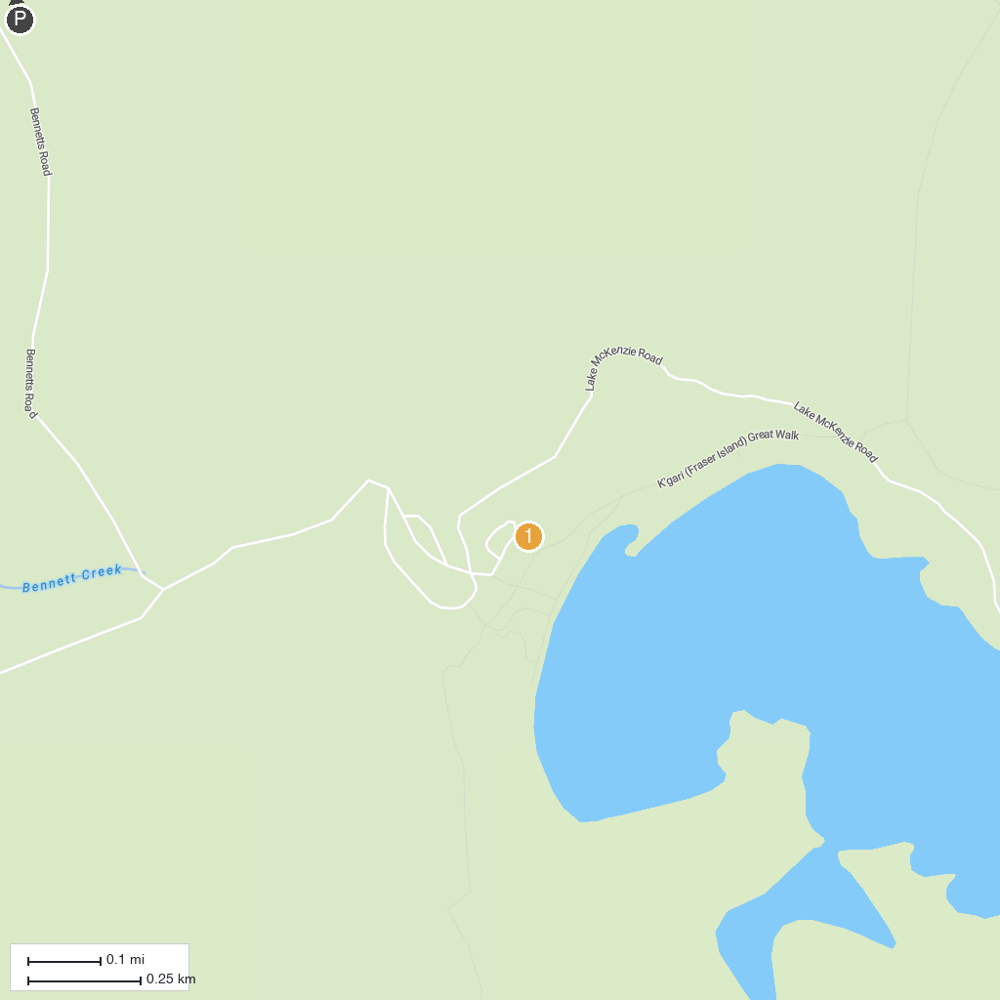 P
Bennetts Road
Bennetts Road
Lake McKenzie Road
Lake McKenzie Road
K'gari (Fraser Island) Great Walk
1
Bennett Creek
0.1 mi
0.25 km